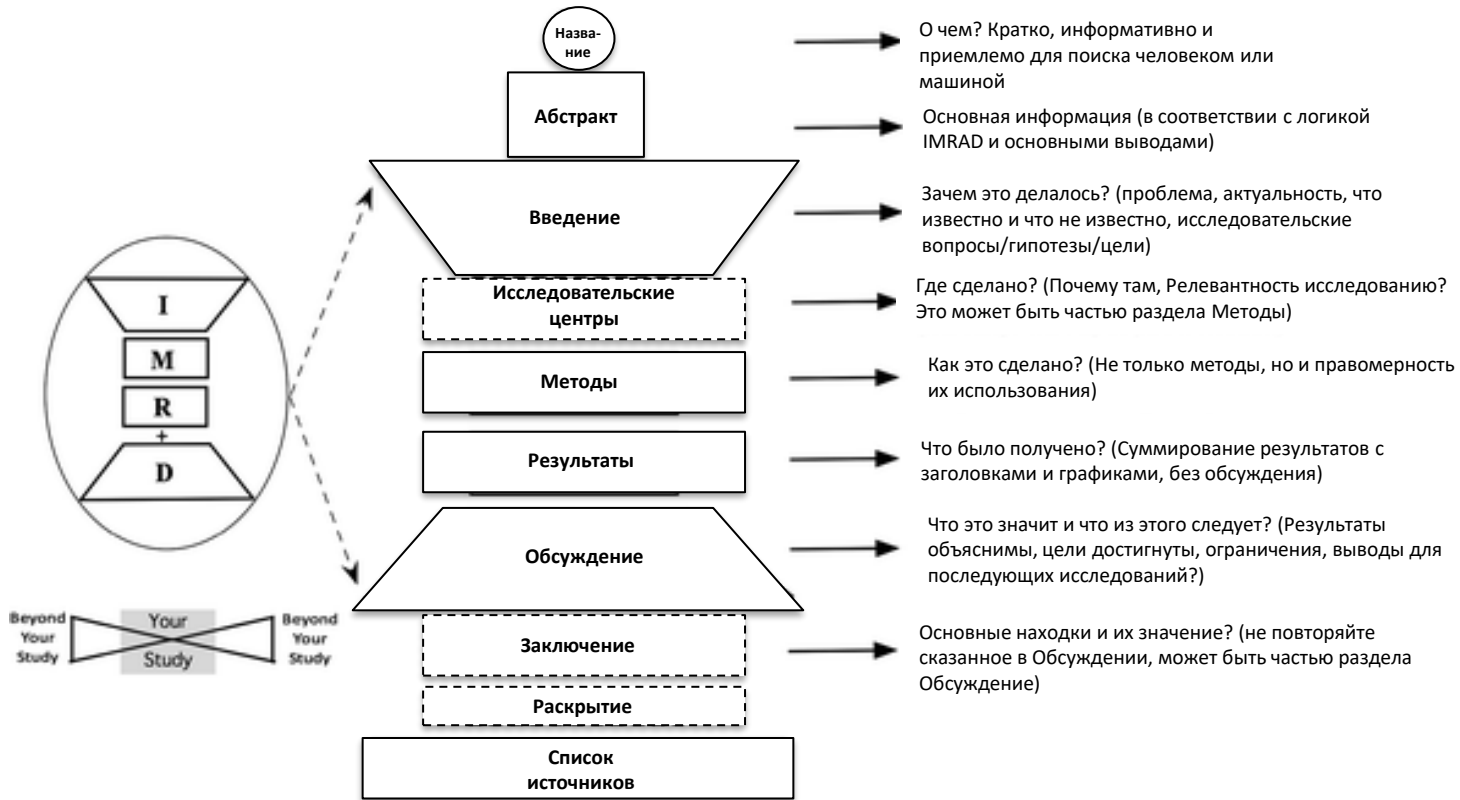 Назва-
ние
О чем? Кратко, информативно и
приемлемо для поиска человеком или
машиной
Абстракт
Основная информация (в соответствии с логикой
IMRAD и основными выводами)
Введение
Зачем это делалось? (проблема, актуальность, что
известно и что не известно, исследовательские
вопросы/гипотезы/цели)
Исследовательские
центры
Где сделано? (Почему там, Релевантность исследованию?
Это может быть частью раздела Методы)
Методы
Как это сделано? (Не только методы, но и правомерность
их использования)
Результаты
Что было получено? (Суммирование результатов с
заголовками и графиками, без обсуждения)
Обсуждение
Что это значит и что из этого следует? (Результаты
объяснимы, цели достигнуты, ограничения, выводы для
последующих исследований?)
Заключение
Основные находки и их значение? (не повторяйте
сказанное в Обсуждении, может быть частью раздела
Обсуждение)
Раскрытие
Список
источников
I
M
R
+
D
Beyond
Your
Study
Your
Study
Beyond
Your
Study